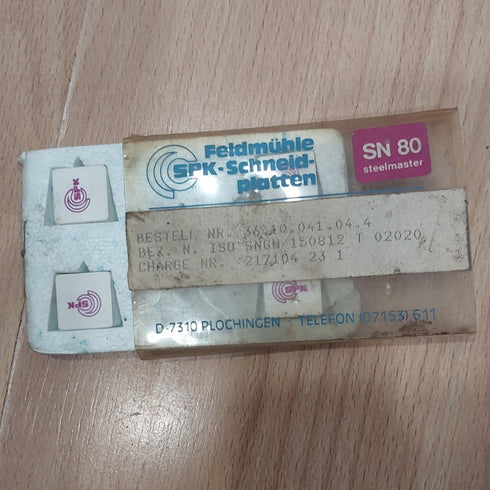 Feldmühle
SPK-Schneid-
platten
SN 80
steelmaster
BESTELL NR. 36.10.041.04.4
BEZ. N. ISO SNGN 150812 T 02020
CHARGE NR. 217104 23 1
D-7310 PLOCHINGEN · TELEFON (07153) 611
SPK
SPK
SPK